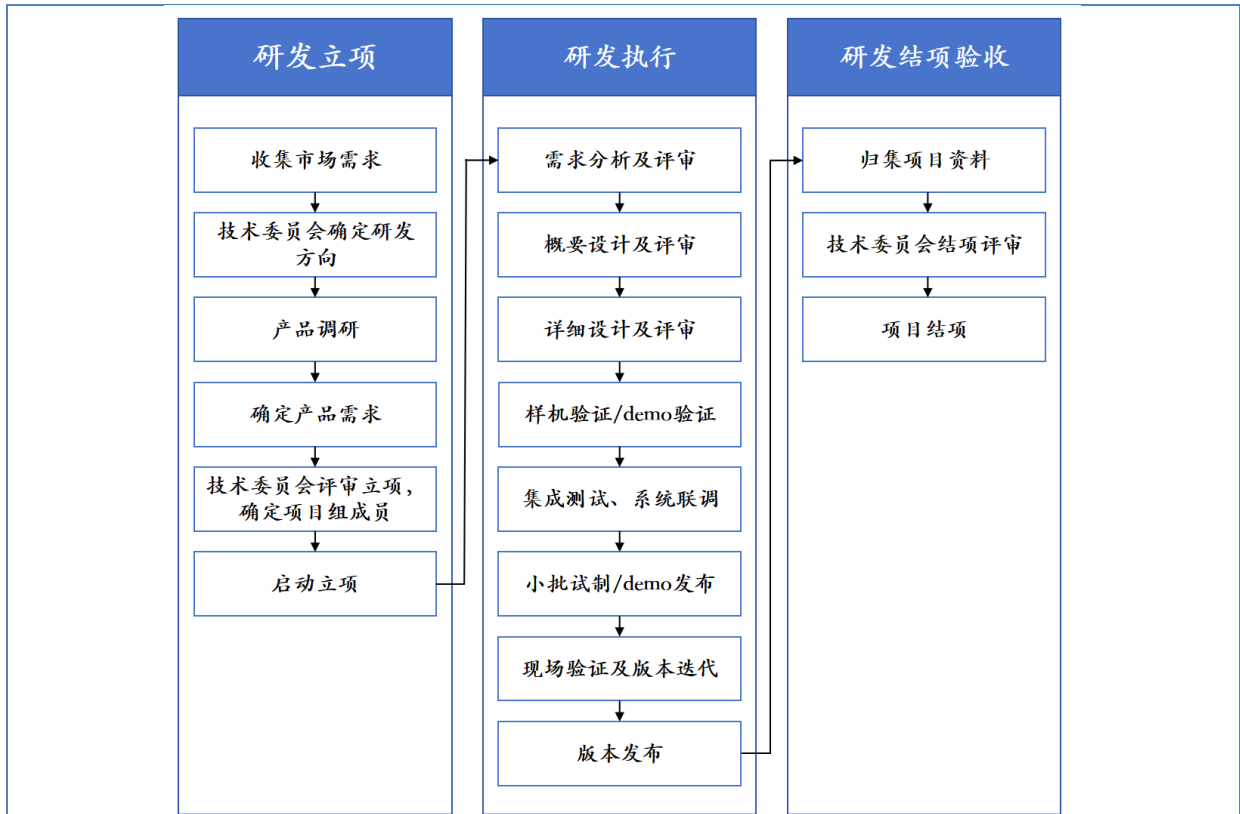 研发立项
收集市场需求
技术委员会确定研发
方向
产品调研
确定产品需求
技术委员会评审立项，
确定项目组成员
启动立项
研发执行
需求分析及评审
概要设计及评审
详细设计及评审
样机验证/demo验证
集成测试、系统联调
小批试制/demo发布
现场验证及版本迭代
版本发布
研发结项验收
归集项目资料
技术委员会结项评审
项目结项